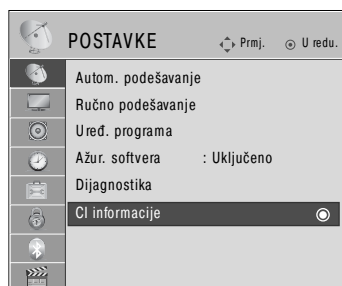 POSTAVKE Prmj. U redu.
Autom. podešavanje
Ručno podešavanje
Uređ. programa
Ažur. softvera : Uključeno
Dijagnostika
CI informacije